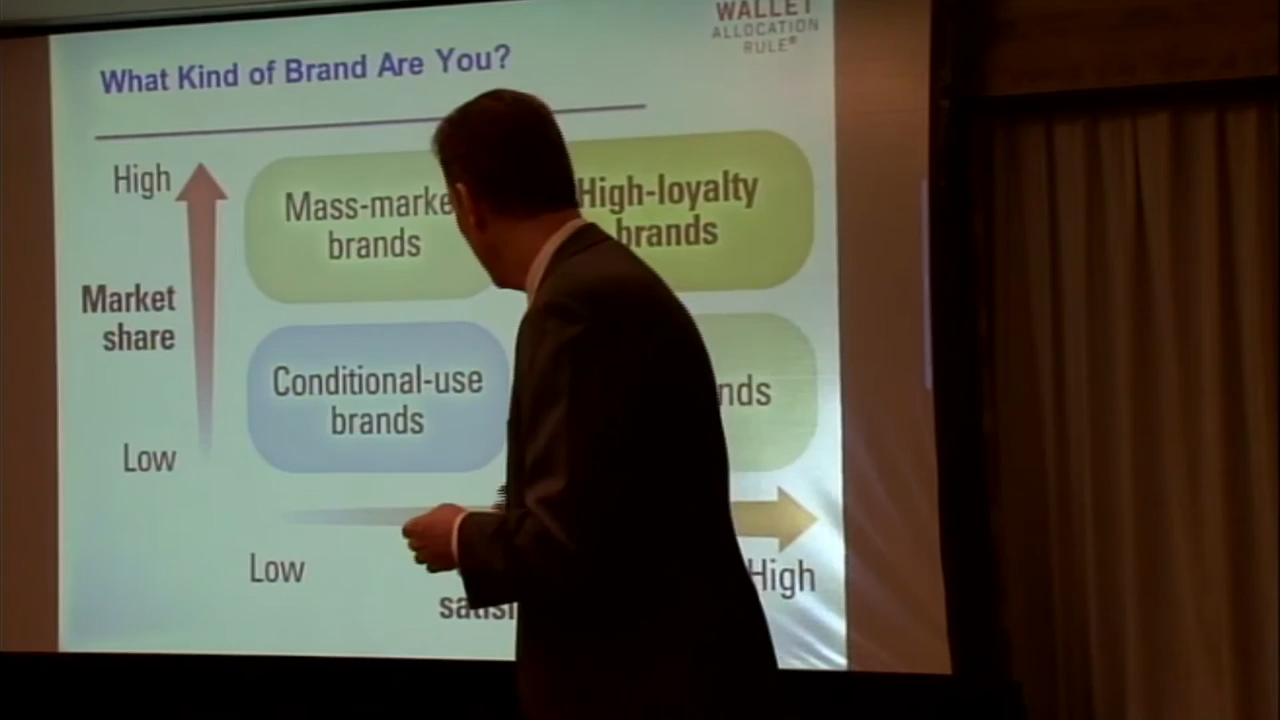 WALLET
ALLOCATION
RULE®
What Kind of Brand Are You?
High
Mass-marke
brands
High-loyalty
brands
Market
share
Conditional-use
brands
nds
Low
Low
High
satisf